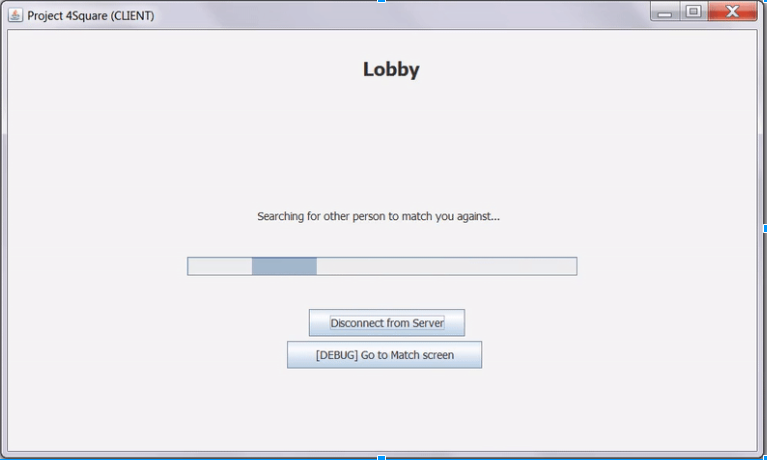 Project 4Square (CLIENT)
Lobby
Searching for other person to match you against...
Disconnect from Server
[DEBUG] Go to Match screen